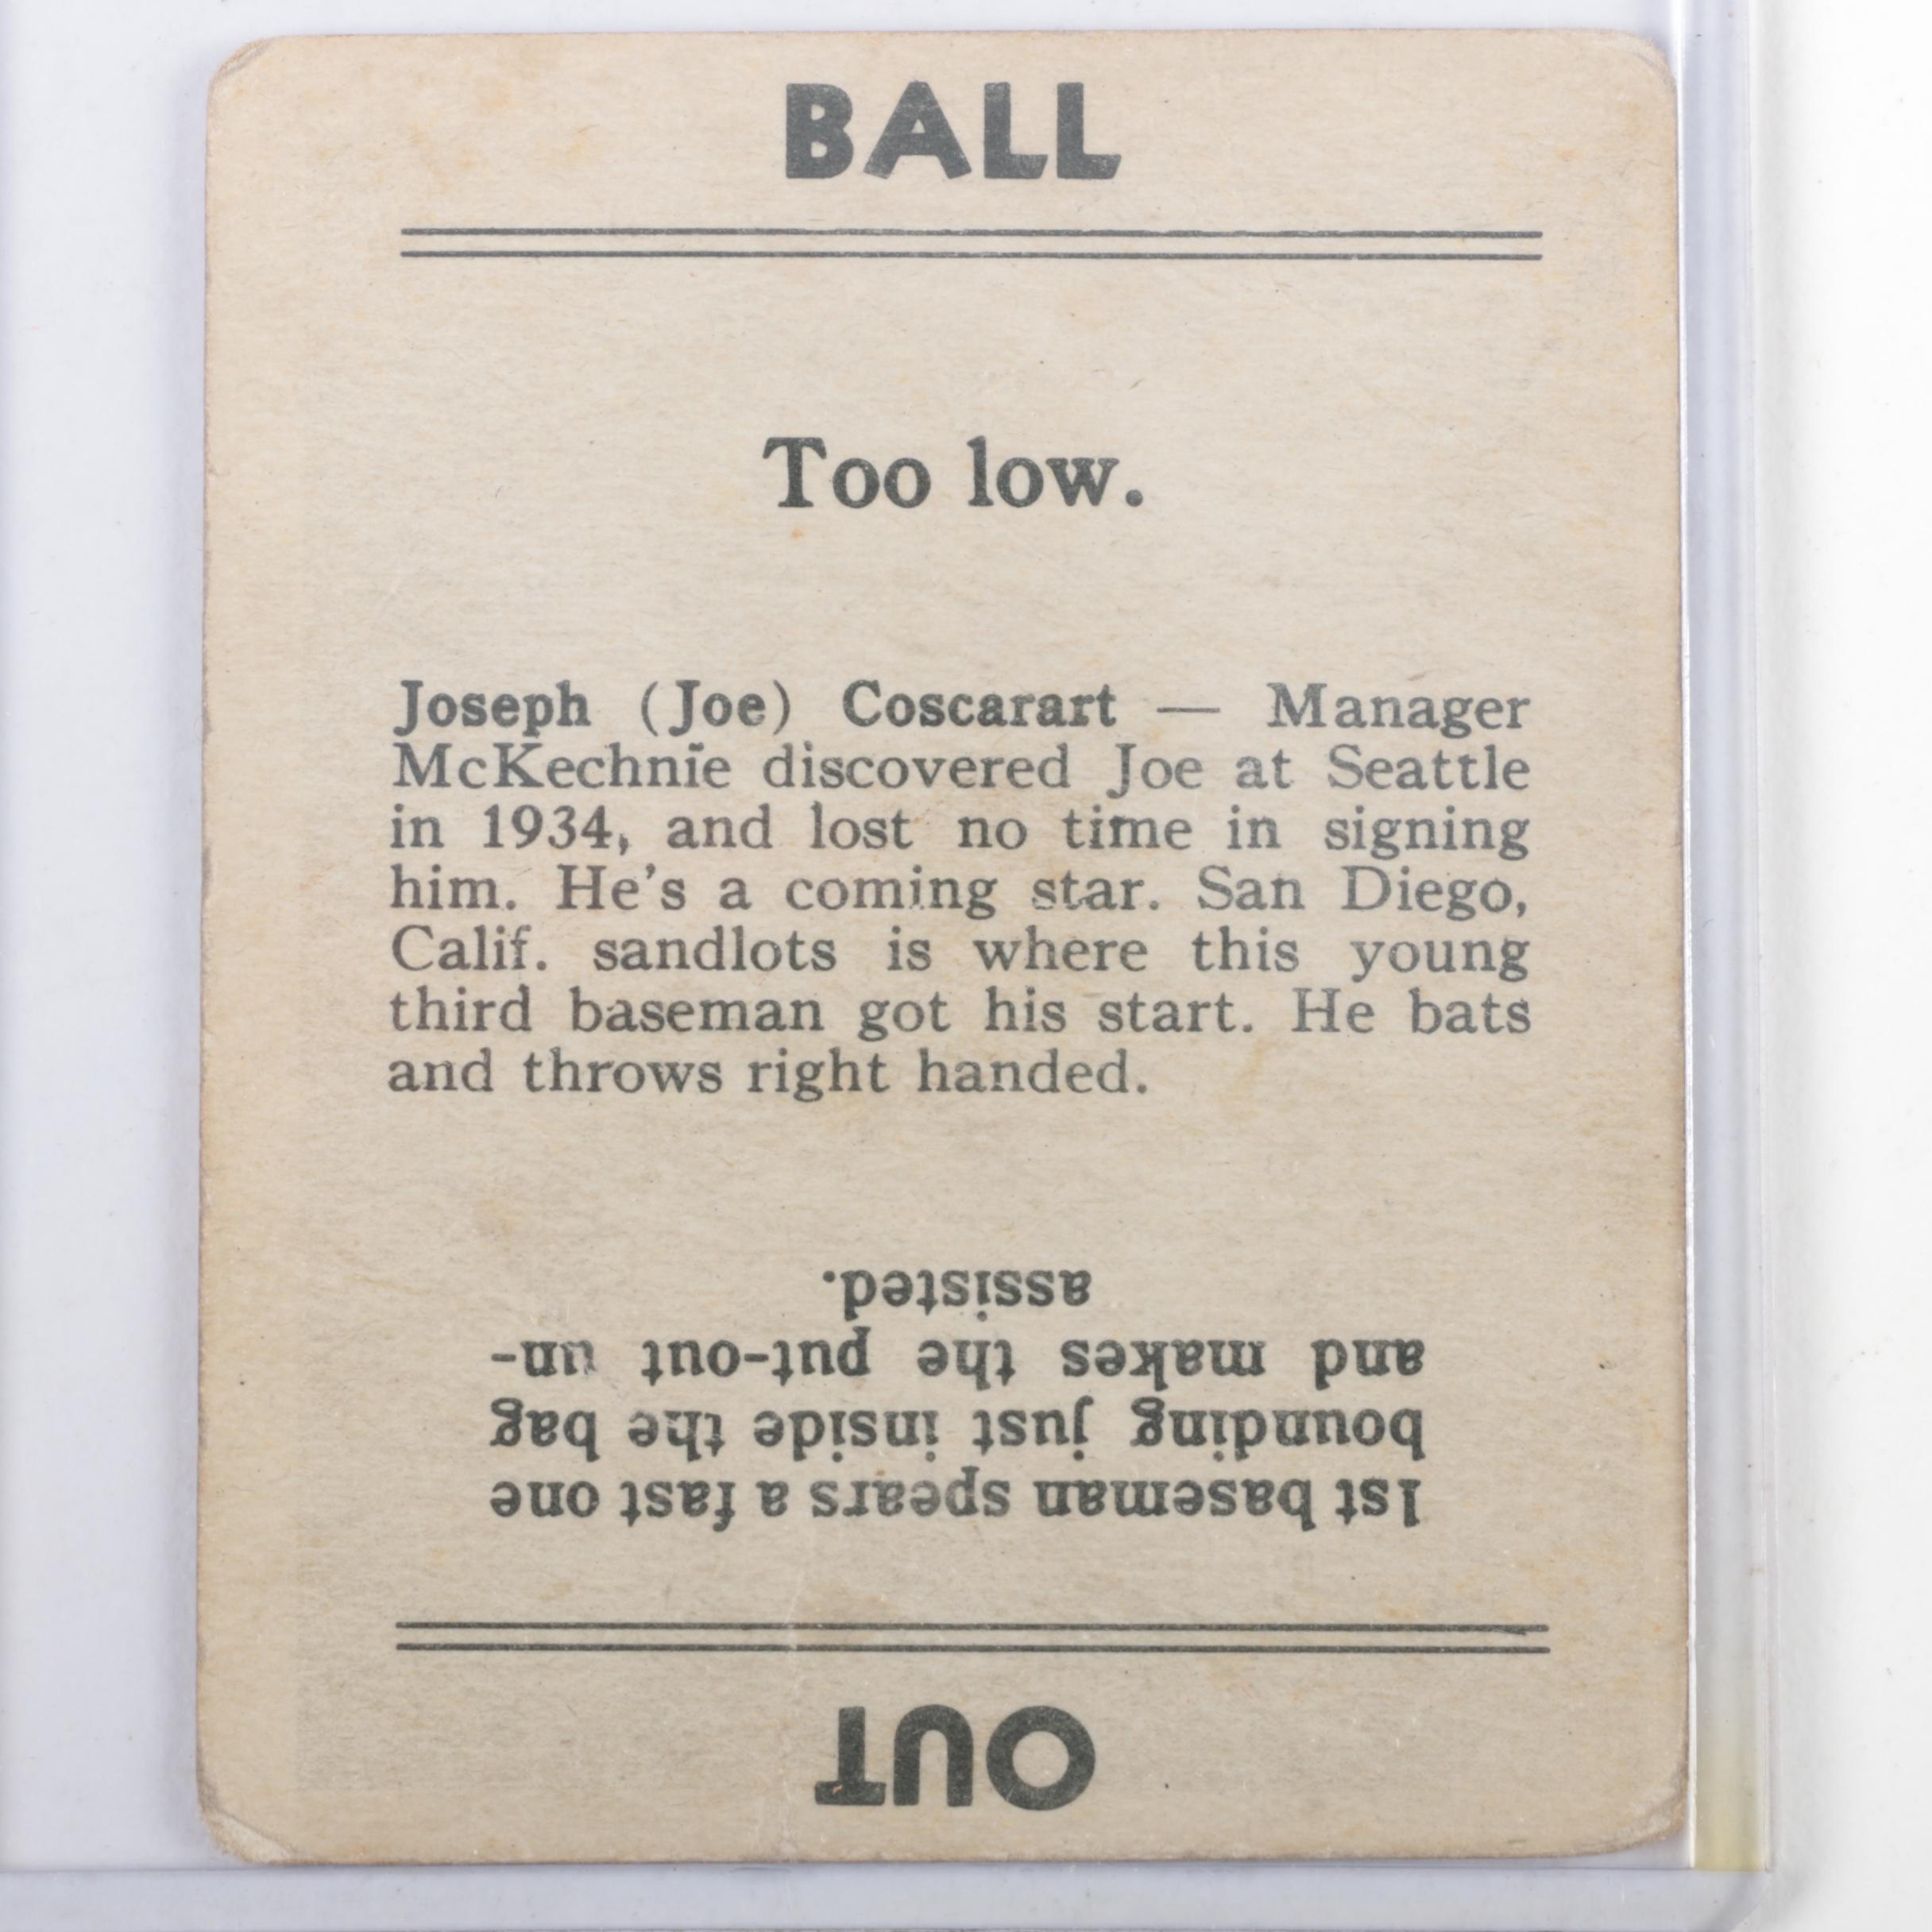 BALL
Too low.
Joseph (Joe) Coscarart — Manager
McKechnie discovered Joe at Seattle
in 1934, and lost no time in signing
him. He's a coming star. San Diego,
Calif. sandlots is where this young
third baseman got his start. He bats
and throws right handed.
OUT
1st baseman spears a fast one
bounding just inside the bag
and makes the put-out un-
assisted.